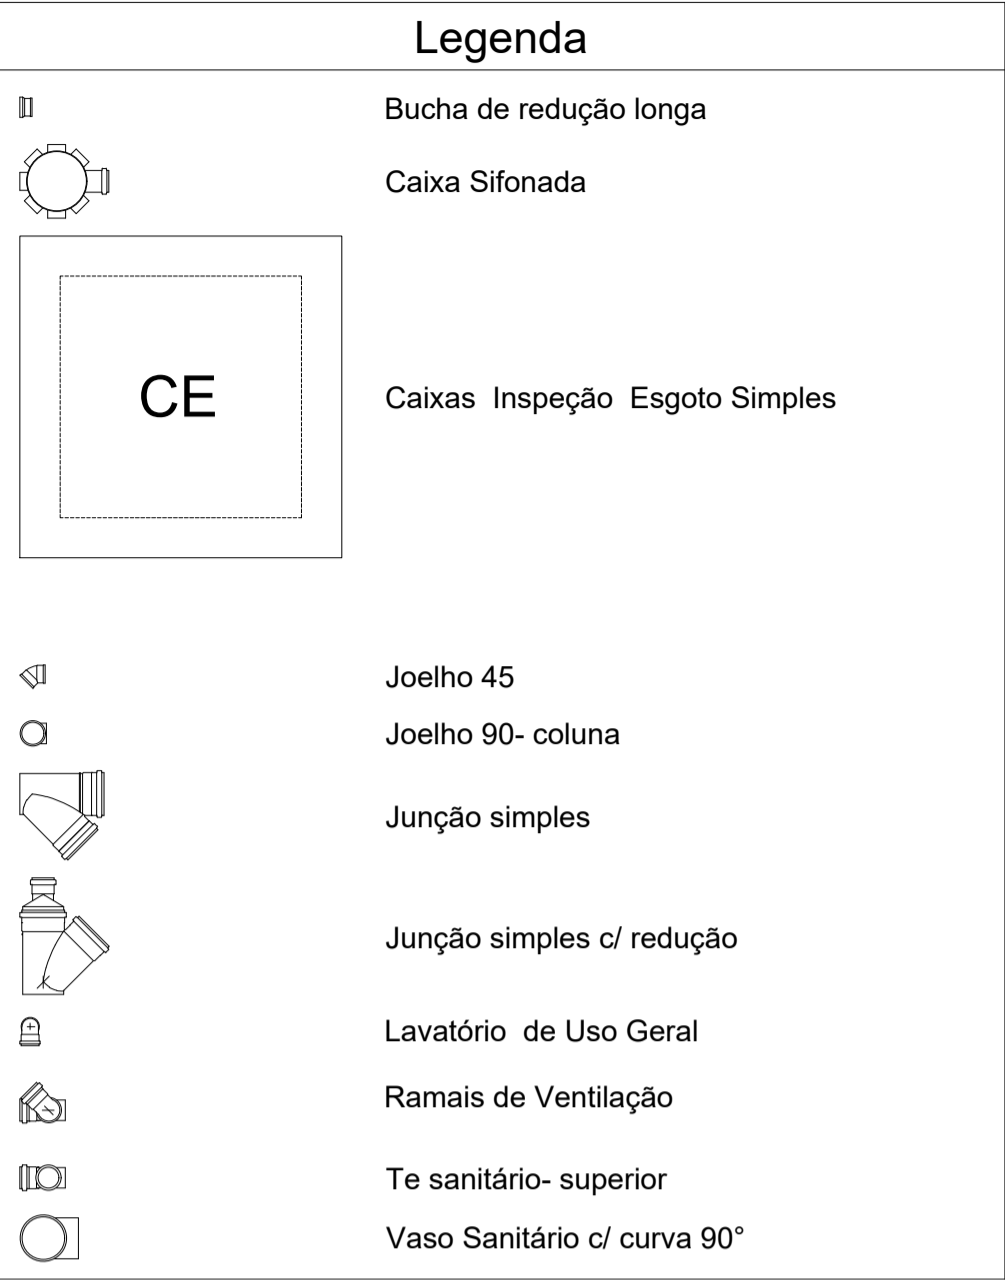 Legenda
Bucha de redução longa
Caixa Sifonada
CE
Caixas  Inspeção  Esgoto Simples
Joelho 45
Joelho 90- coluna
Junção simples
Junção simples c/ redução
Lavatório  de Uso Geral
Ramais de Ventilação
Te sanitário- superior
Vaso Sanitário c/ curva 90°